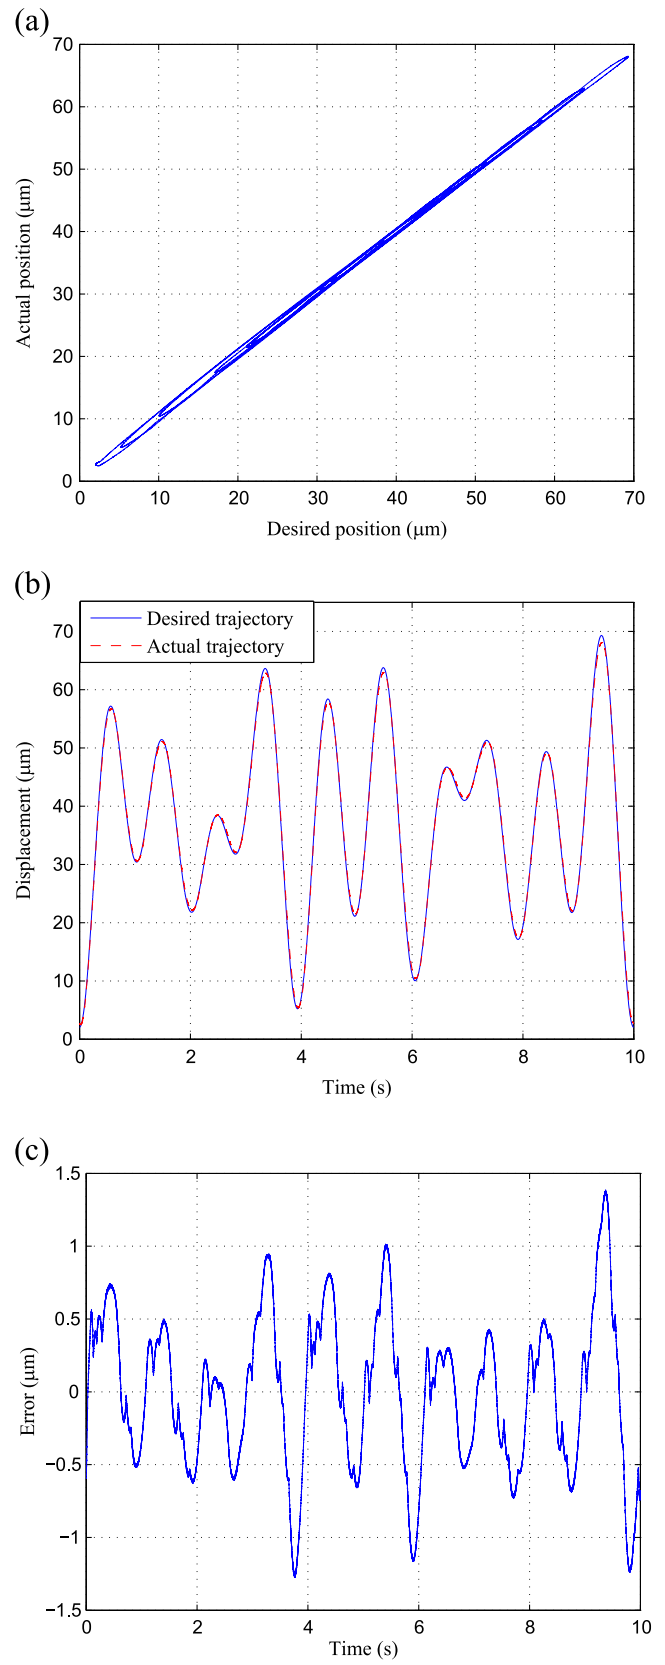 (a)
70
60
50
40
30
20
10
0
Actual position (μm)
0 10 20 30 40 50 60 70
Desired position (μm)
(b)
Desired trajectory
Actual trajectory
70
60
50
40
30
20
10
0
Displacement (μm)
0 2 4 6 8 10
Time (s)
(c)
1.5
1
0.5
0
−0.5
−1
−1.5
Error (μm)
0 2 4 6 8 10
Time (s)